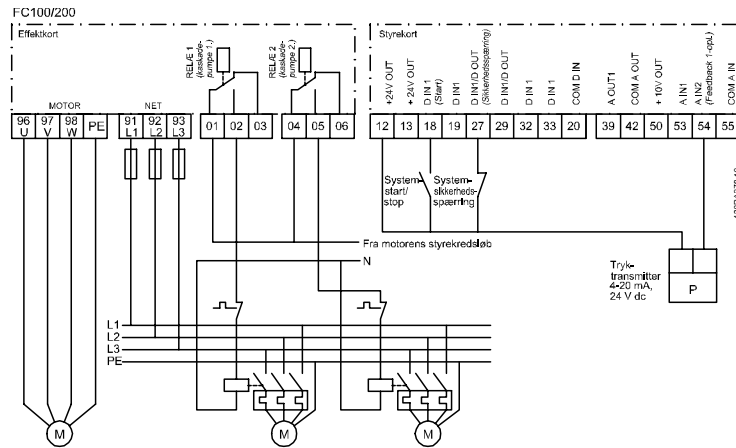 FC100/200
Effektkort
RELÆ 1
(kaskade-
pumpe 1.)
RELÆ 2
(kaskade-
pumpe 2.)
Styrekort
+24V OUT
+ 24V OUT
D IN 1
(Start)
D IN1
D IN1/D OUT
(Sikkerhedsspærring)
D IN1/D OUT
D IN 1
D IN 1
COM D IN
A OUT1
COM A OUT
+ 10V OUT
A IN1
A IN2
(Feedback 1-opl.)
COM A IN
MOTOR
NET
96 97 98 PE 91 92 93 01 02 03 04 05 06 12 13 18 19 27 29 32 33 20 39 42 50 53 54 55
U V W L1 L2 L3
System-
start/
stop
System-
sikkerheds-
spærring
Fra motorens styrekredsløb
N
Tryk-
transmitter
4-20 mA,
24 V dc
P
L1
L2
L3
PE
M
M
M